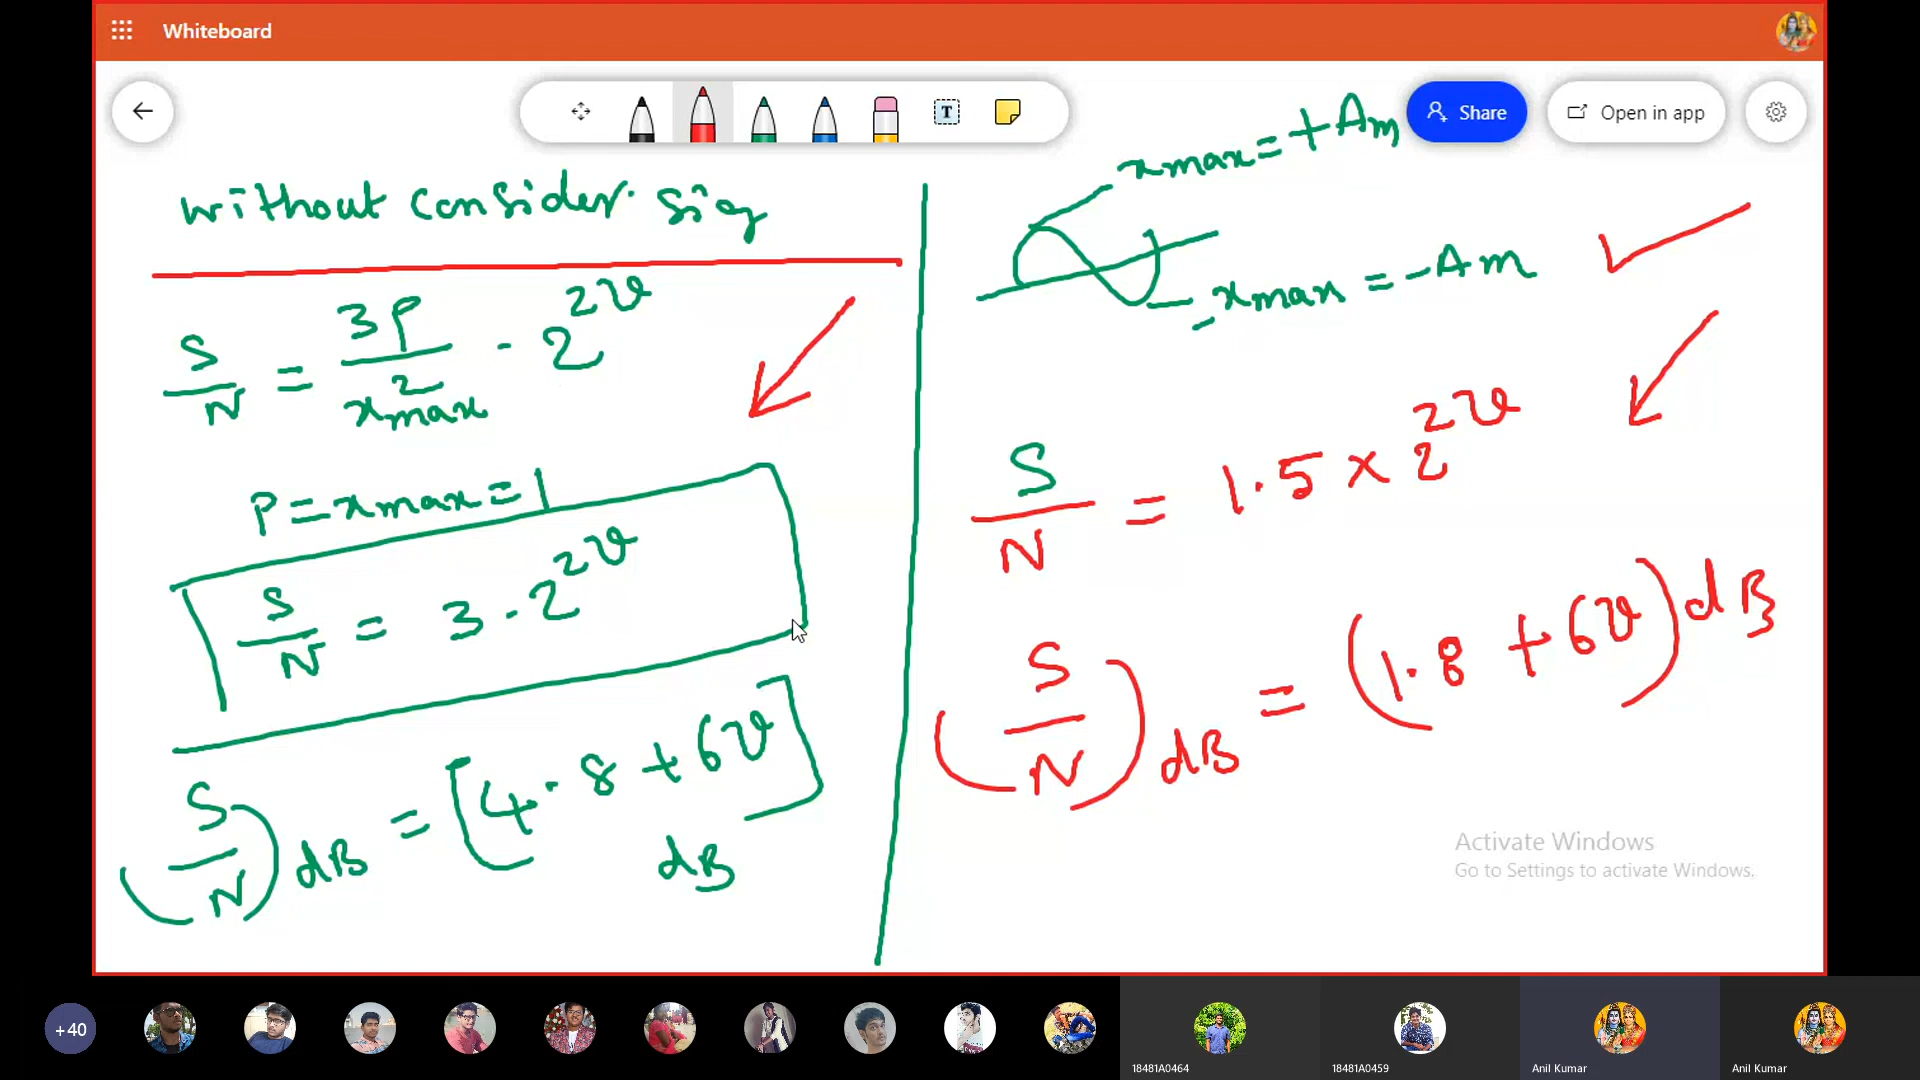 Whiteboard
Share
Open in app
T
without consider sig
S/N = 3P/x²max · 2^2v
P = xmax = 1
S/N = 3 · 2^2v
(S/N)dB = [4.8 + 6v]
dB
xmax = +Am
-xmax = -Am
S/N = 1.5 × 2^2v
(S/N)dB = (1.8 + 6v)dB
Activate Windows
Go to Settings to activate Windows.
+40
18481A0464
18481A0459
Anil Kumar
Anil Kumar